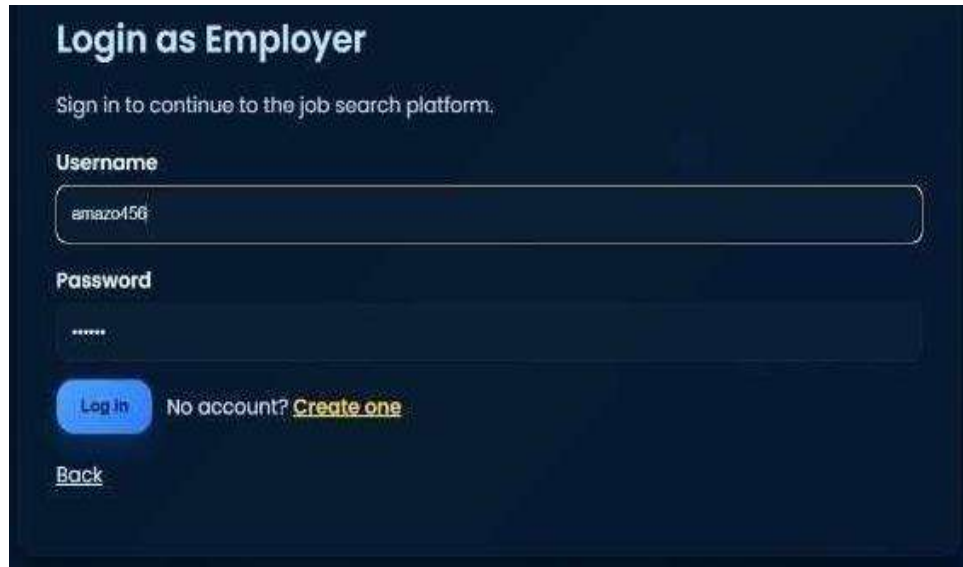 Login as Employer
Sign in to continue to the job search platform.
Username
amazo456
Password
••••••
Log in No account? Create one
Back